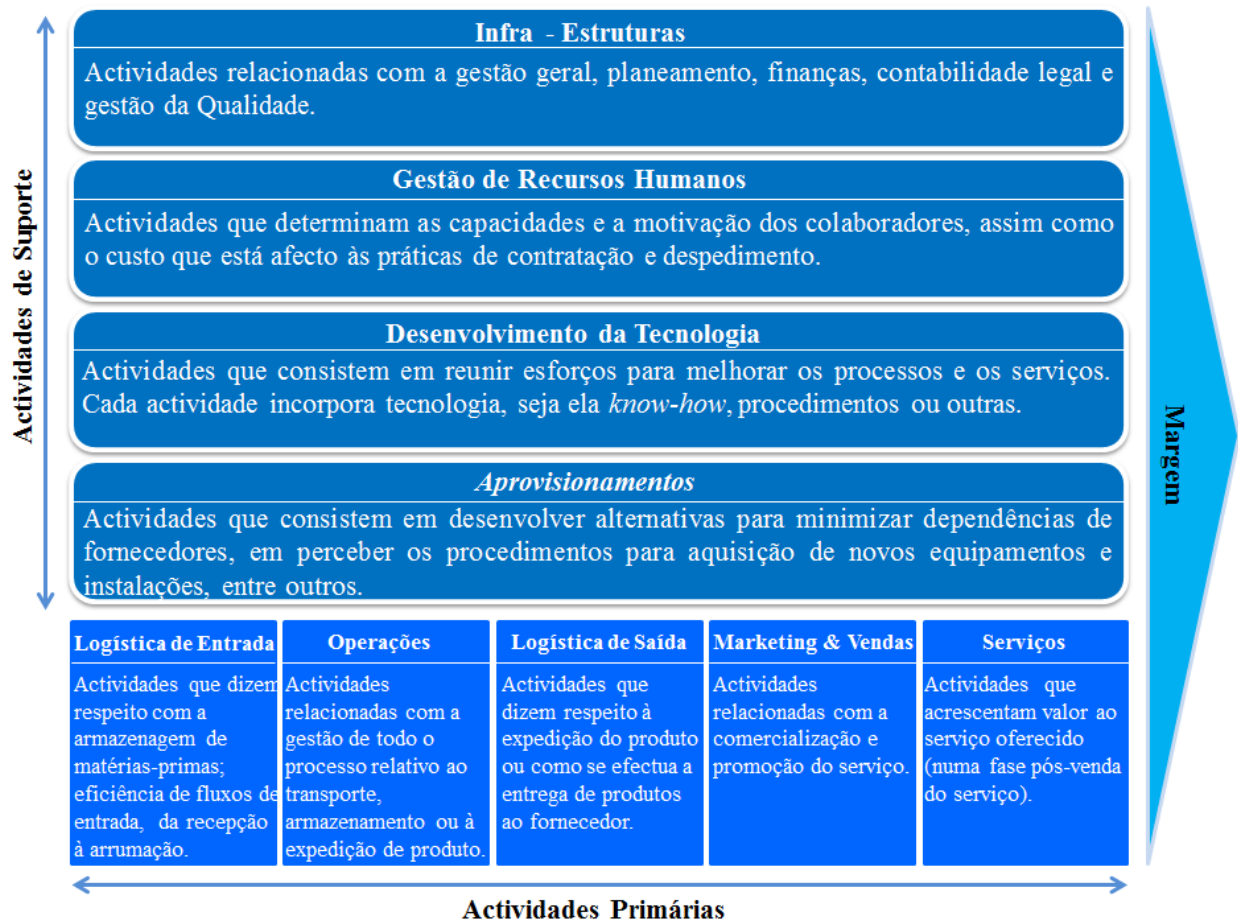 Actividades de Suporte
Infra - Estruturas
Actividades relacionadas com a gestão geral, planeamento, finanças, contabilidade legal e
gestão da Qualidade.
Gestão de Recursos Humanos
Actividades que determinam as capacidades e a motivação dos colaboradores, assim como
o custo que está afecto às práticas de contratação e despedimento.
Desenvolvimento da Tecnologia
Actividades que consistem em reunir esforços para melhorar os processos e os serviços.
Cada actividade incorpora tecnologia, seja ela know-how, procedimentos ou outras.
Aprovisionamentos
Actividades que consistem em desenvolver alternativas para minimizar dependências de
fornecedores, em perceber os procedimentos para aquisição de novos equipamentos e
instalações, entre outros.
Logística de Entrada
Actividades que dizem
respeito com a
armazenagem de
matérias-primas;
eficiência de fluxos de
entrada, da recepção
à arrumação.
Operações
Actividades
relacionadas com a
gestão de todo o
processo relativo ao
transporte,
armazenamento ou à
expedição de produto.
Logística de Saída
Actividades que
dizem respeito à
expedição do produto
ou como se efectua a
entrega de produtos
ao fornecedor.
Marketing & Vendas
Actividades
relacionadas com a
comercialização e
promoção do serviço.
Serviços
Actividades que
acrescentam valor ao
serviço oferecido
(numa fase pós-venda
do serviço).
Margem
Actividades Primárias